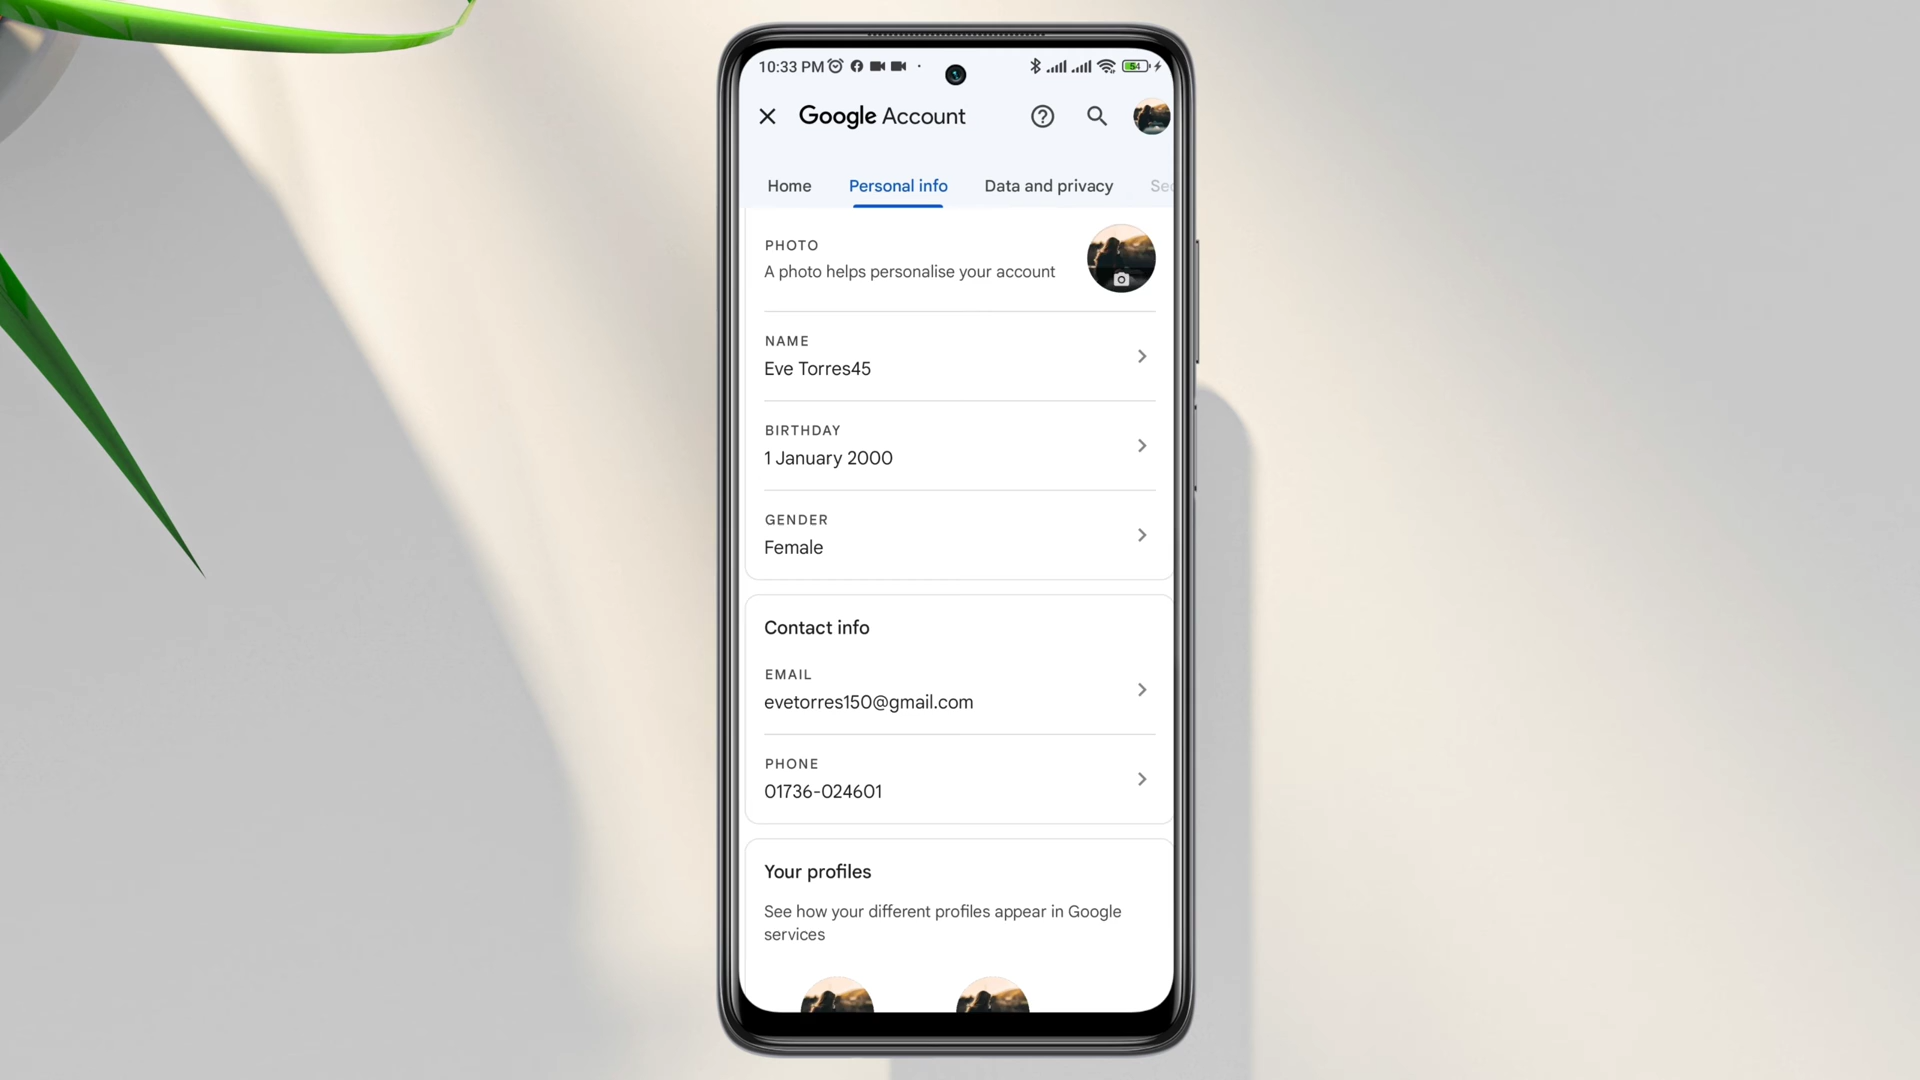 10:33 PM
54
Google Account
Home Personal info Data and privacy Sec
PHOTO
A photo helps personalise your account
NAME
Eve Torres45
BIRTHDAY
1 January 2000
GENDER
Female
Contact info
EMAIL
evetorres150@gmail.com
PHONE
01736-024601
Your profiles
See how your different profiles appear in Google
services